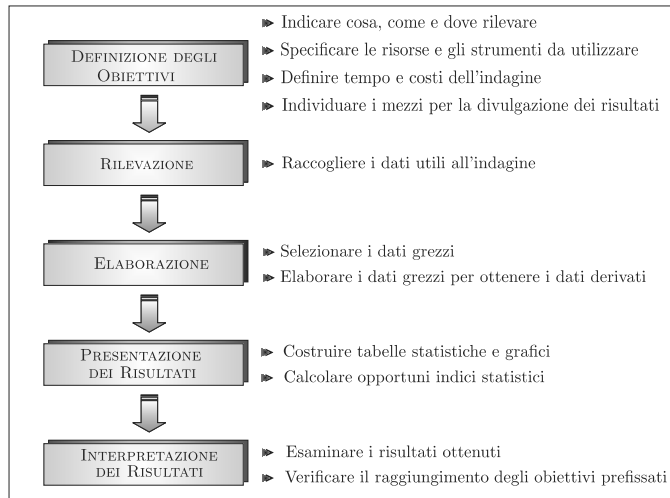 DEFINIZIONE DEGLI
OBIETTIVI
➤ Indicare cosa, come e dove rilevare
➤ Specificare le risorse e gli strumenti da utilizzare
➤ Definire tempo e costi dell'indagine
➤ Individuare i mezzi per la divulgazione dei risultati
RILEVAZIONE
➤ Raccogliere i dati utili all'indagine
ELABORAZIONE
➤ Selezionare i dati grezzi
➤ Elaborare i dati grezzi per ottenere i dati derivati
PRESENTAZIONE
DEI RISULTATI
➤ Costruire tabelle statistiche e grafici
➤ Calcolare opportuni indici statistici
INTERPRETAZIONE
DEI RISULTATI
➤ Esaminare i risultati ottenuti
➤ Verificare il raggiungimento degli obiettivi prefissati